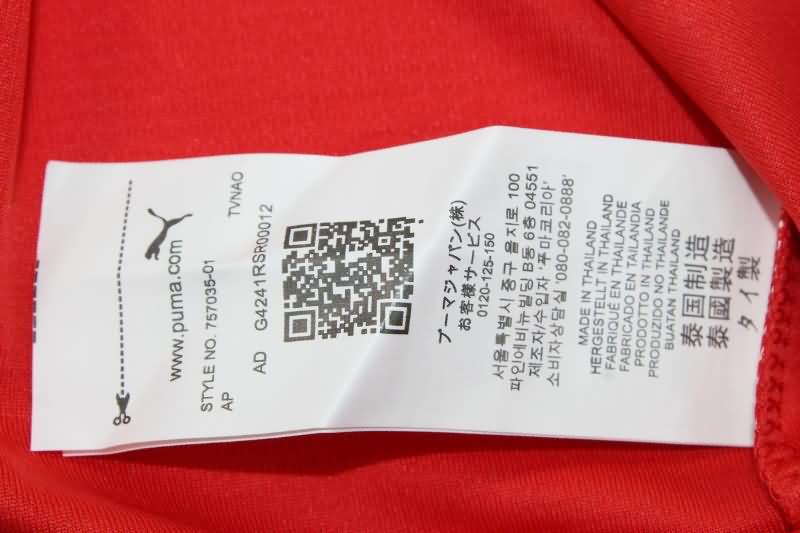 www.puma.com
STYLE NO. 757035-01
AP TVNAO
AD G4241RSR00012
プーマジャパン(株)
お客様サービス
0120-125-150
서울특별시 중구 을지로 100
파인에비뉴빌딩 B동 6층 04551
제조자/수입자 '푸마코리아'
소비자상담실 '080-082-0888'
MADE IN THAILAND
HERGESTELLT IN THAILAND
FABRIQUÉ EN THAILANDE
FABRICADO EN TAILANDIA
PRODOTTO IN THAILANDIA
PRODUZIDO NO THAILANDE
BUATAN THAILAND
泰国制造
泰國製造
タイ製